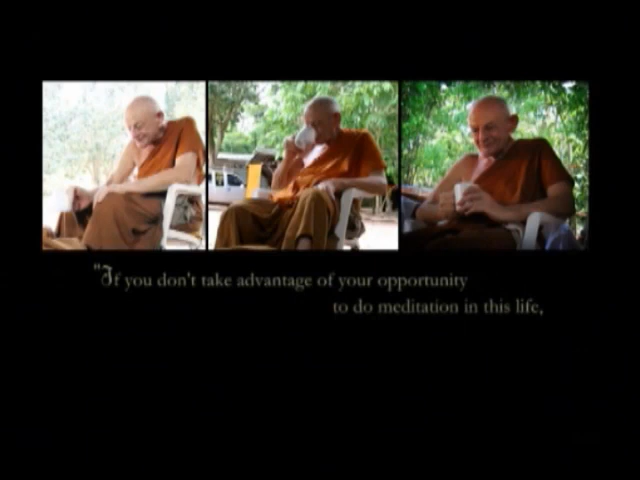 "If you don't take advantage of your opportunity
to do meditation in this life,